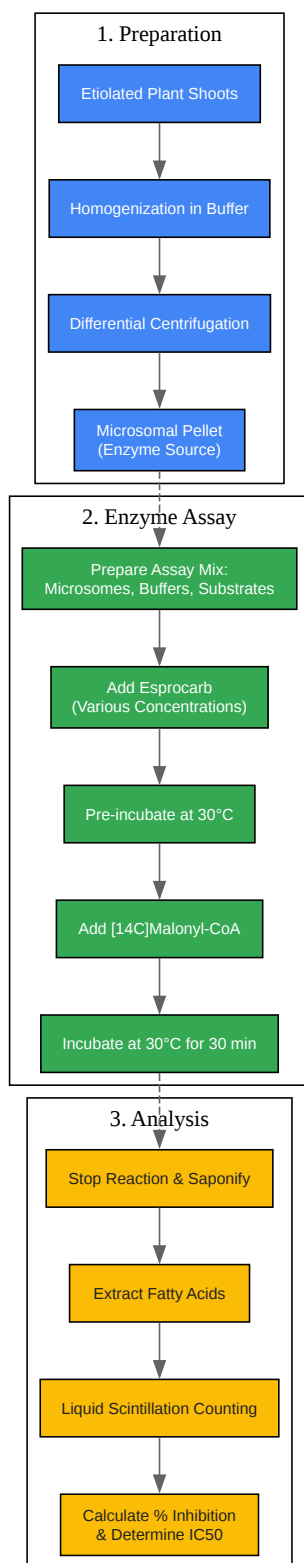 1. Preparation
Etiolated Plant Shoots
Homogenization in Buffer
Differential Centrifugation
Microsomal Pellet
(Enzyme Source)
2. Enzyme Assay
Prepare Assay Mix:
Microsomes, Buffers, Substrates
Add Esprocarb
(Various Concentrations)
Pre-incubate at 30°C
Add [14C]Malonyl-CoA
Incubate at 30°C for 30 min
3. Analysis
Stop Reaction & Saponify
Extract Fatty Acids
Liquid Scintillation Counting
Calculate % Inhibition
& Determine IC50